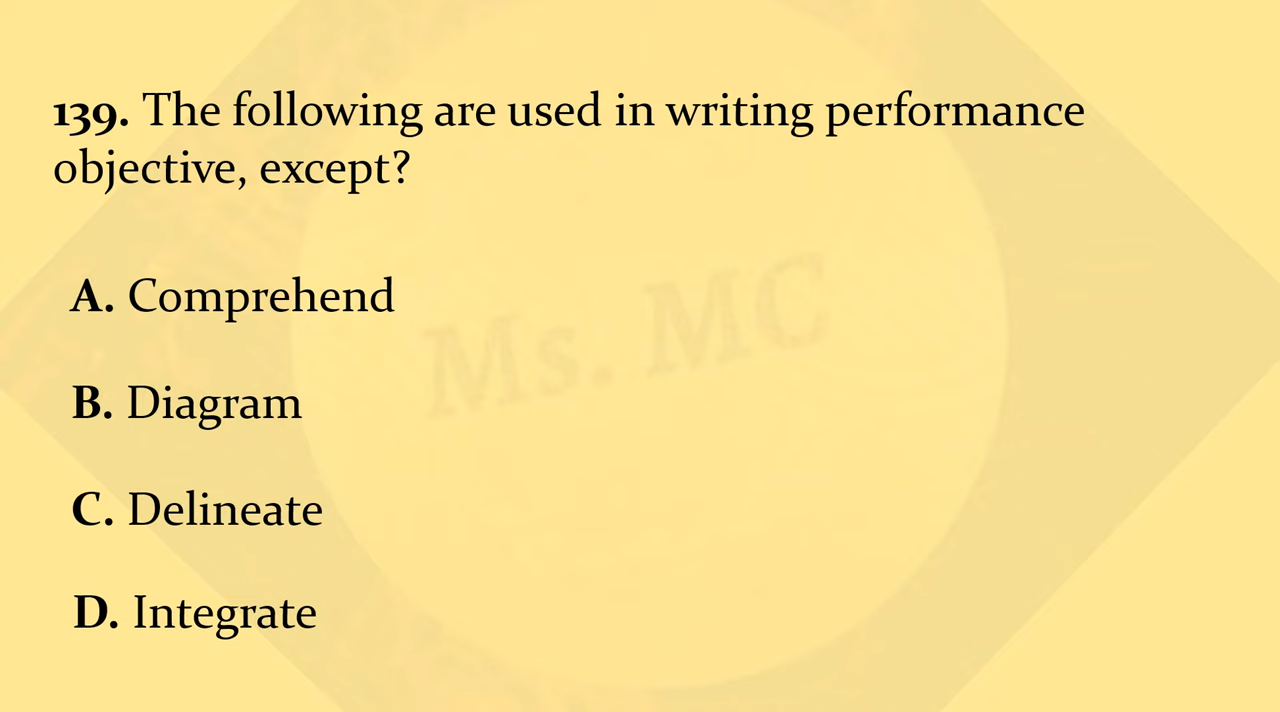 139. The following are used in writing performance
objective, except?
A. Comprehend
Ms. MC
B. Diagram
C. Delineate
D. Integrate